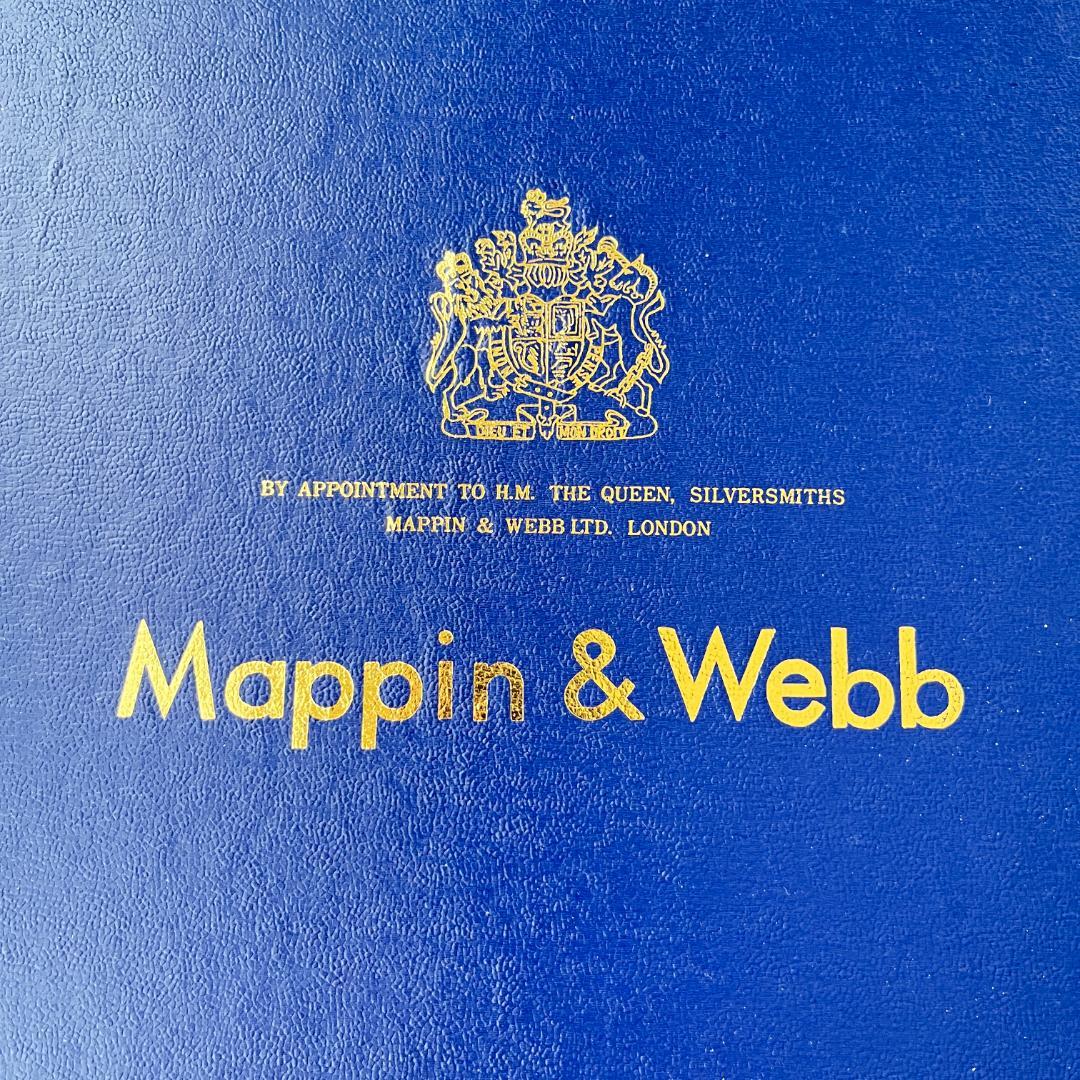 DIEU ET MON DROIT
BY APPOINTMENT TO H.M. THE QUEEN, SILVERSMITHS
MAPPIN & WEBB LTD. LONDON
Mappin & Webb